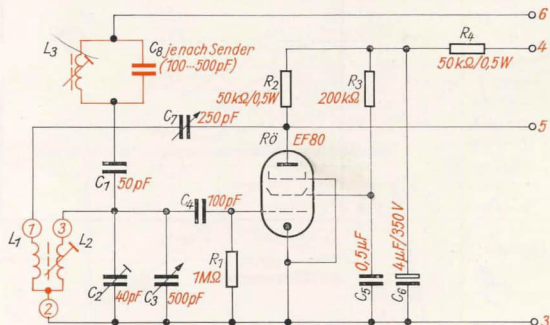 6
L3
C8 je nach Sender
(100...500pF)
R4
4
50kΩ/0,5W
R2
50kΩ/0,5W
R3
200kΩ
C7
250pF
5
Rö
EF80
C1
50pF
C4
100pF
L1
1
3
L2
2
C2
40pF
C3
500pF
R1
1MΩ
0,5µF
C5
4µF/350V
C6
3